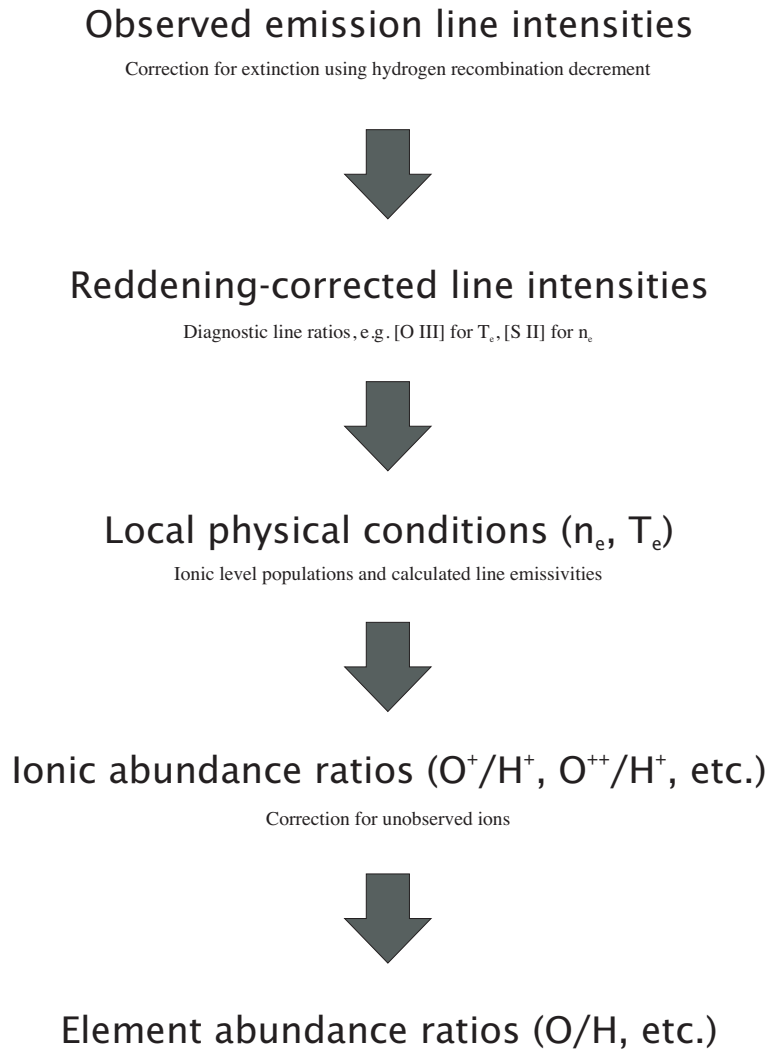 Observed emission line intensities
Correction for extinction using hydrogen recombination decrement
Reddening-corrected line intensities
Diagnostic line ratios, e.g. [O III] for Tₑ, [S II] for nₑ
Local physical conditions (nₑ, Tₑ)
Ionic level populations and calculated line emissivities
Ionic abundance ratios (O⁺/H⁺, O⁺⁺/H⁺, etc.)
Correction for unobserved ions
Element abundance ratios (O/H, etc.)